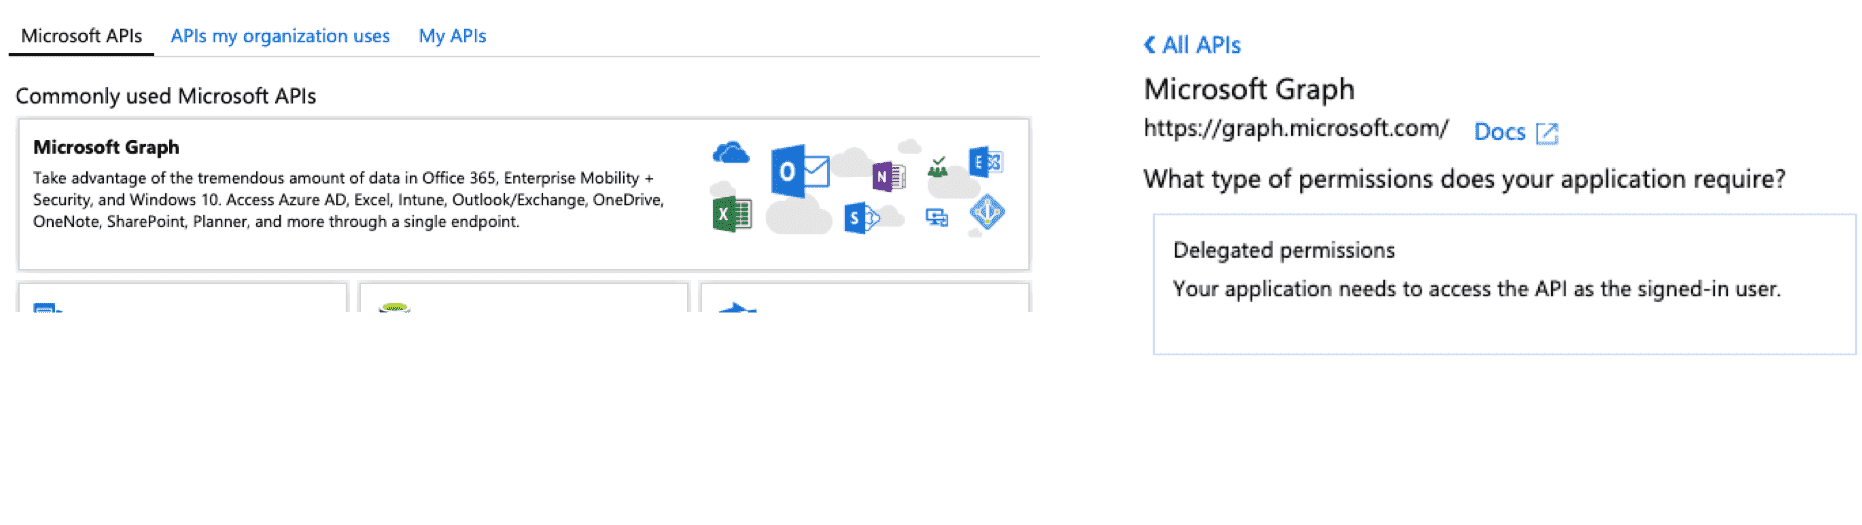 Microsoft APIs
APIs my organization uses
My APIs
Commonly used Microsoft APIs
Microsoft Graph
Take advantage of the tremendous amount of data in Office 365, Enterprise Mobility +
Security, and Windows 10. Access Azure AD, Excel, Intune, Outlook/Exchange, OneDrive,
OneNote, SharePoint, Planner, and more through a single endpoint.
O
N
E
X
S
All APIs
Microsoft Graph
https://graph.microsoft.com/
Docs
What type of permissions does your application require?
Delegated permissions
Your application needs to access the API as the signed-in user.